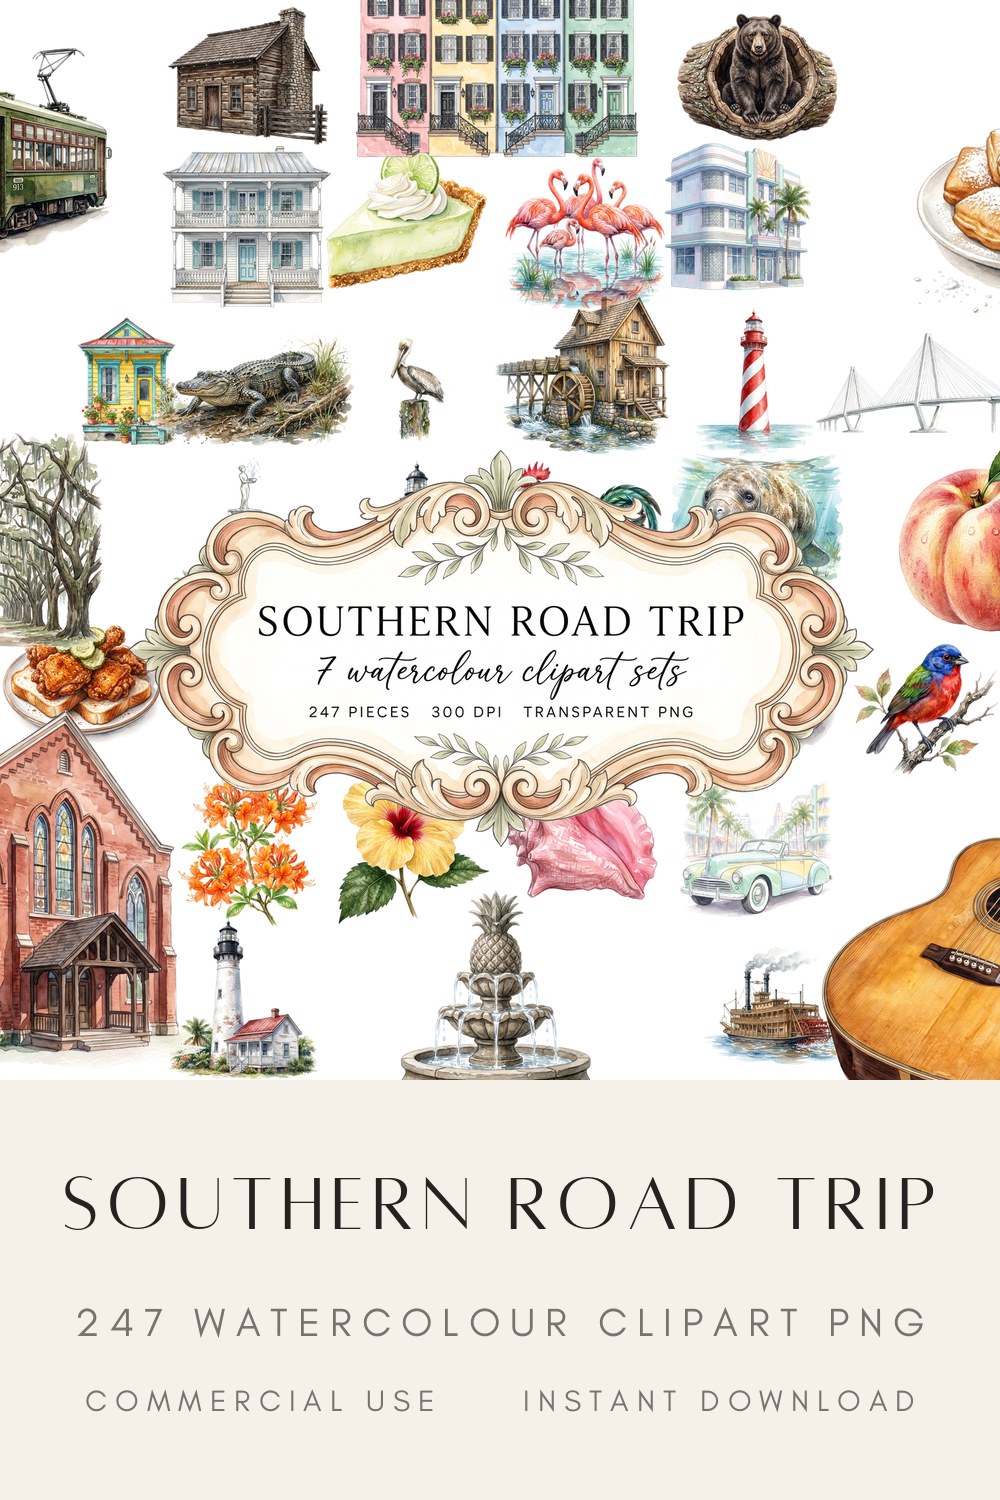 913
SOUTHERN ROAD TRIP
7 watercolour clipart sets
247 PIECES 300 DPI TRANSPARENT PNG
SOUTHERN ROAD TRIP
247 WATERCOLOUR CLIPART PNG
COMMERCIAL USE INSTANT DOWNLOAD